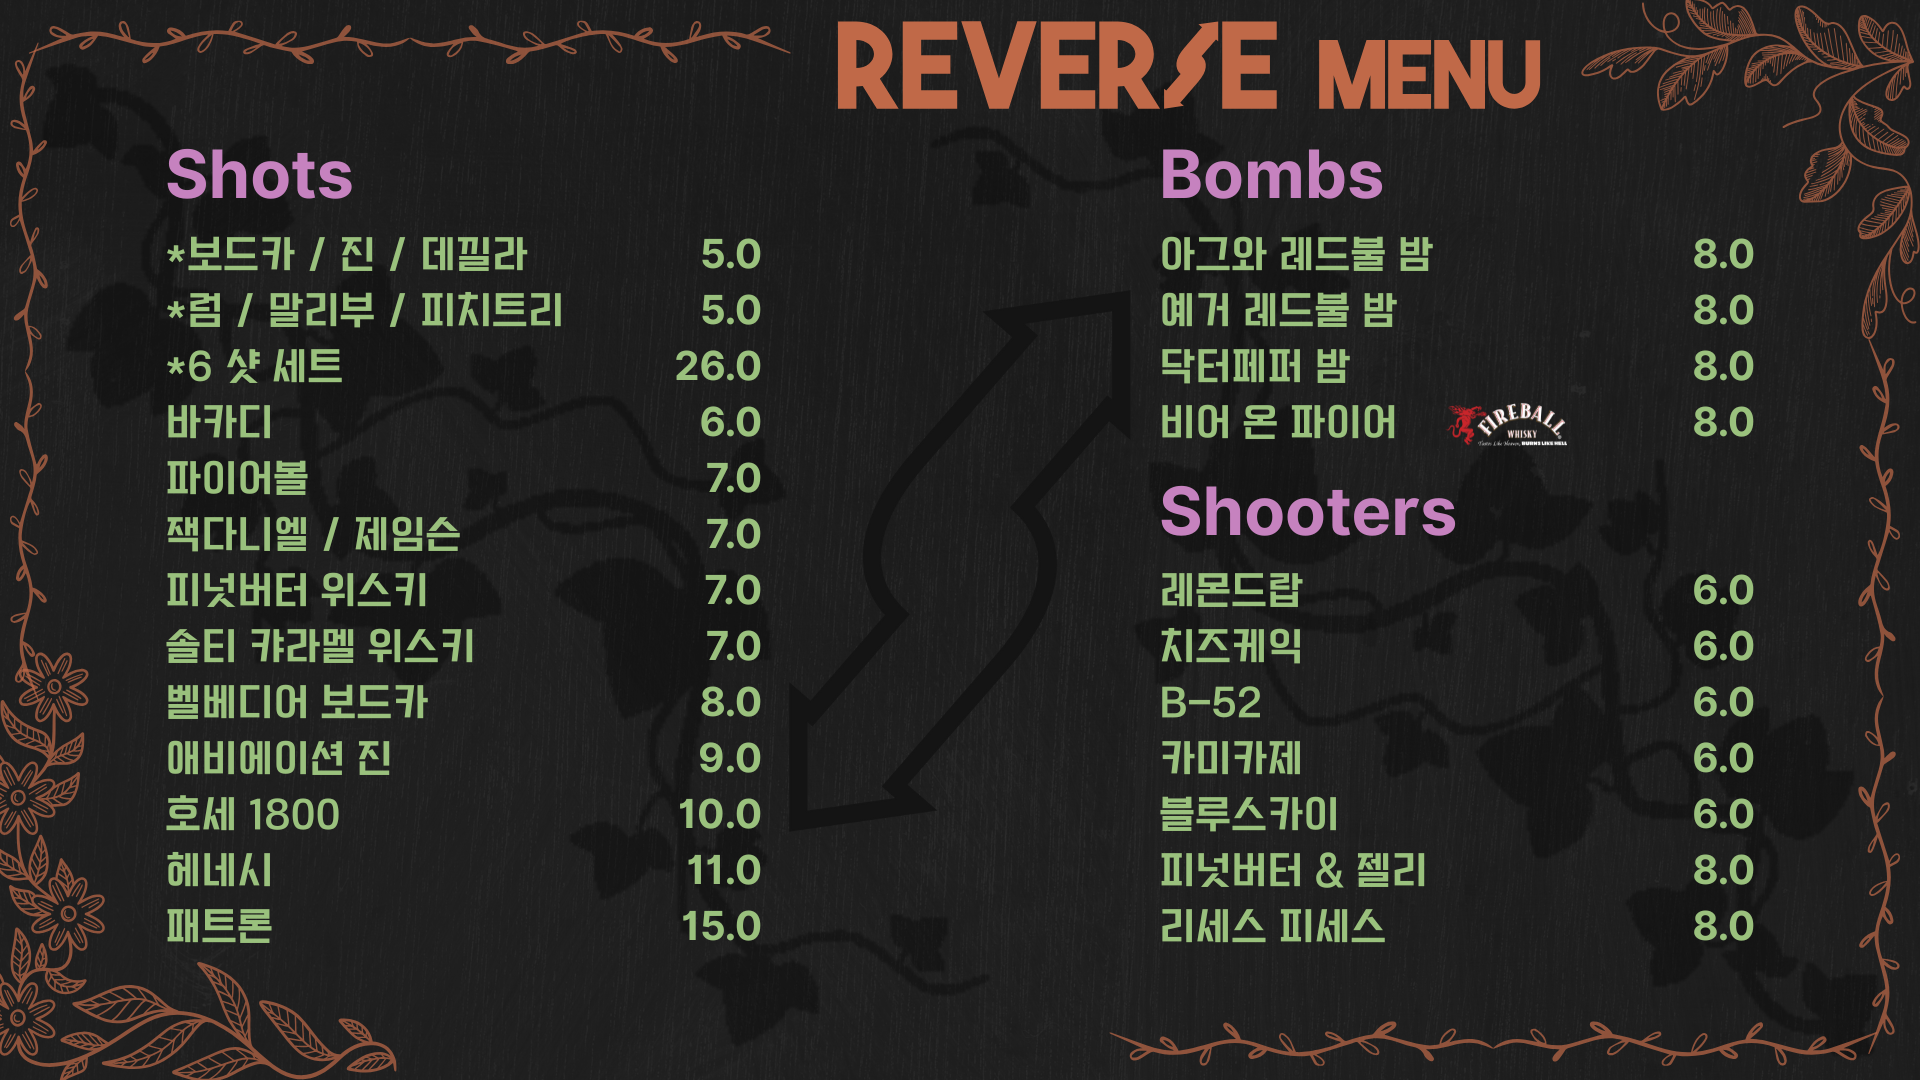 REVERSE MENU
Shots
*보드카 / 진 / 데낄라 5.0
*럼 / 말리부 / 피치트리 5.0
*6 샷 세트 26.0
바카디 6.0
파이어볼 7.0
잭다니엘 / 제임슨 7.0
피넛버터 위스키 7.0
솔티 캬라멜 위스키 7.0
벨베디어 보드카 8.0
애비에이션 진 9.0
호세 1800 10.0
헤네시 11.0
패트론 15.0
Bombs
아그와 레드불 밤 8.0
예거 레드불 밤 8.0
닥터페퍼 밤 8.0
비어 온 파이어 8.0
FIREBALL
WHISKY
Tastes Like Heaven, BURNS LIKE HELL
Shooters
레몬드랍 6.0
치즈케익 6.0
B-52 6.0
카미카제 6.0
블루스카이 6.0
피넛버터 & 젤리 8.0
리세스 피세스 8.0